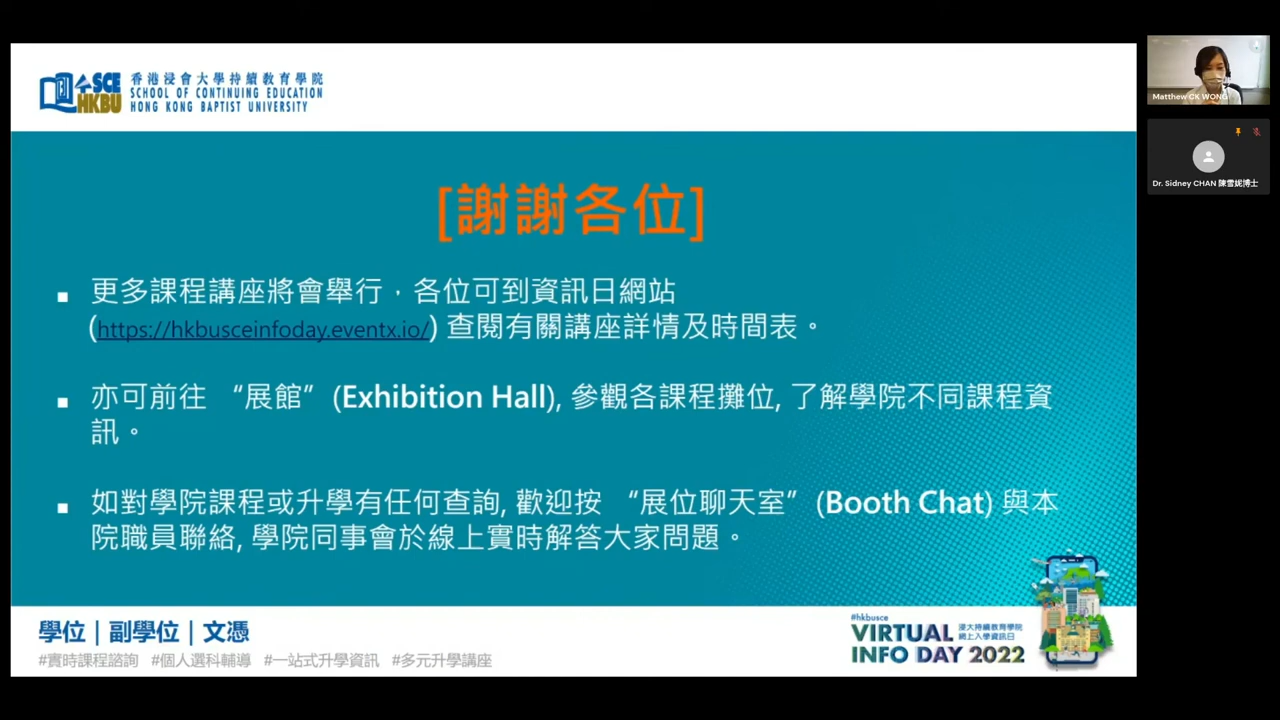 SCE
HKBU
香港浸會大學持續教育學院
SCHOOL OF CONTINUING EDUCATION
HONG KONG BAPTIST UNIVERSITY
[謝謝各位]
▪ 更多課程講座將會舉行，各位可到資訊日網站
(https://hkbusceinfoday.eventx.io/) 查閱有關講座詳情及時間表。
▪ 亦可前往 “展館” (Exhibition Hall), 參觀各課程攤位, 了解學院不同課程資
訊。
▪ 如對學院課程或升學有任何查詢, 歡迎按 “展位聊天室” (Booth Chat) 與本
院職員聯絡, 學院同事會於線上實時解答大家問題。
學位 | 副學位 | 文憑
#實時課程諮詢 #個人選科輔導 #一站式升學資訊 #多元升學講座
#hkbusce
VIRTUAL
INFO DAY 2022
浸大持續教育學院
網上入學資訊日
Matthew CK WONG
Dr. Sidney CHAN 陳雪妮博士